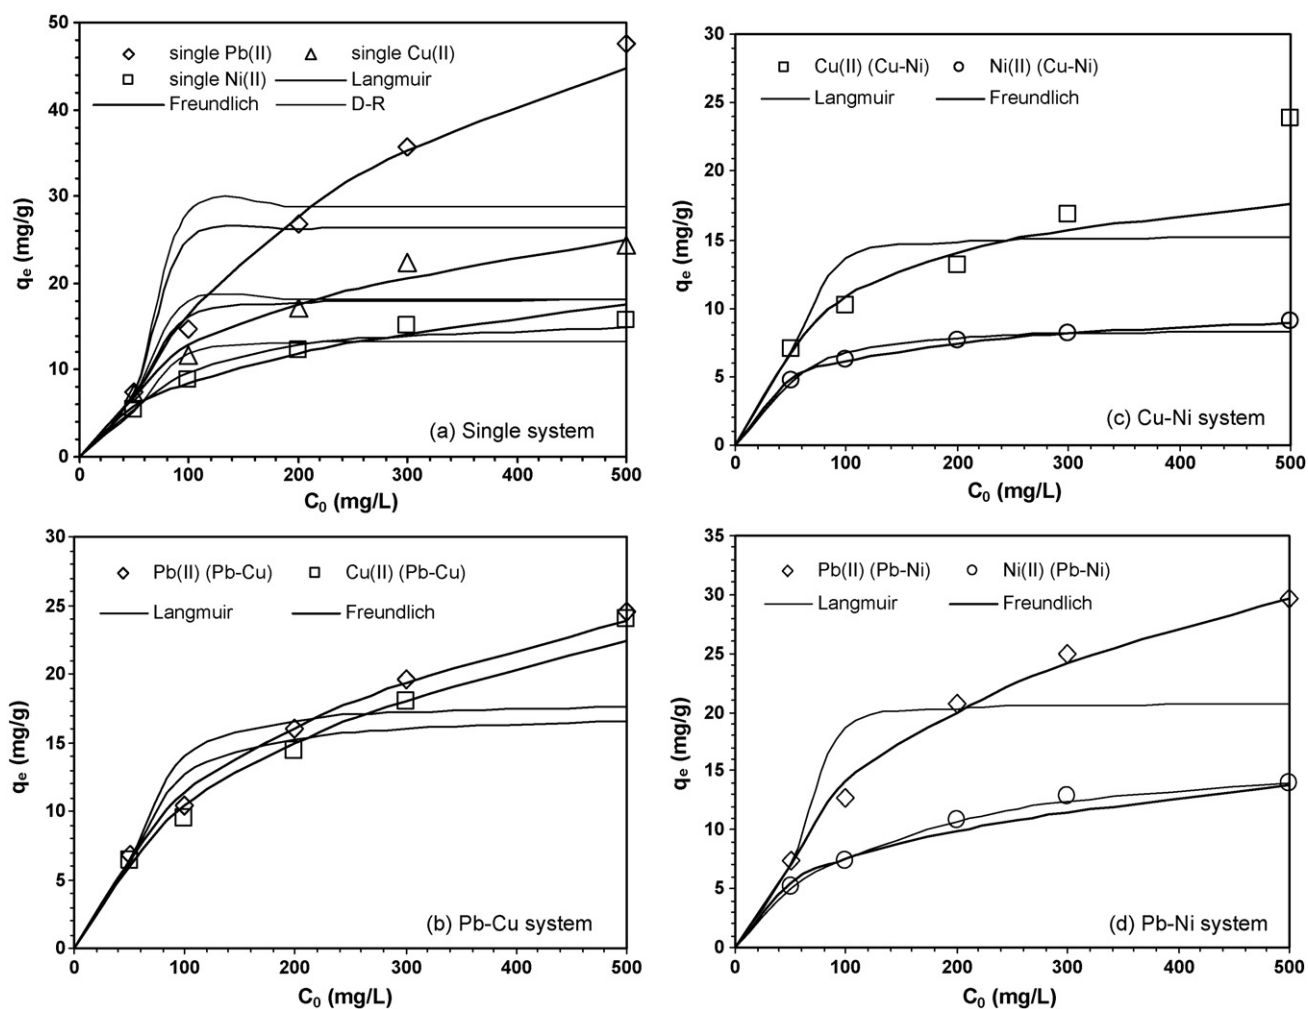 50
40
30
20
10
0
qₑ (mg/g)
single Pb(II) single Cu(II)
single Ni(II) Langmuir
Freundlich D-R
(a) Single system
0 100 200 300 400 500
C₀ (mg/L)
30
25
20
15
10
5
0
qₑ (mg/g)
Cu(II) (Cu-Ni) Ni(II) (Cu-Ni)
Langmuir Freundlich
(c) Cu-Ni system
0 100 200 300 400 500
C₀ (mg/L)
30
25
20
15
10
5
0
qₑ (mg/g)
Pb(II) (Pb-Cu) Cu(II) (Pb-Cu)
Langmuir Freundlich
(b) Pb-Cu system
0 100 200 300 400 500
C₀ (mg/L)
35
30
25
20
15
10
5
0
qₑ (mg/g)
Pb(II) (Pb-Ni) Ni(II) (Pb-Ni)
Langmuir Freundlich
(d) Pb-Ni system
0 100 200 300 400 500
C₀ (mg/L)